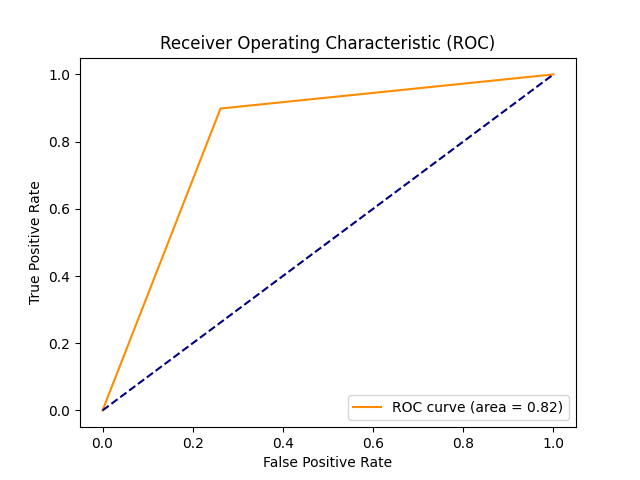 Receiver Operating Characteristic (ROC)
1.0
0.8
0.6
0.4
0.2
0.0
True Positive Rate
ROC curve (area = 0.82)
0.0 0.2 0.4 0.6 0.8 1.0
False Positive Rate